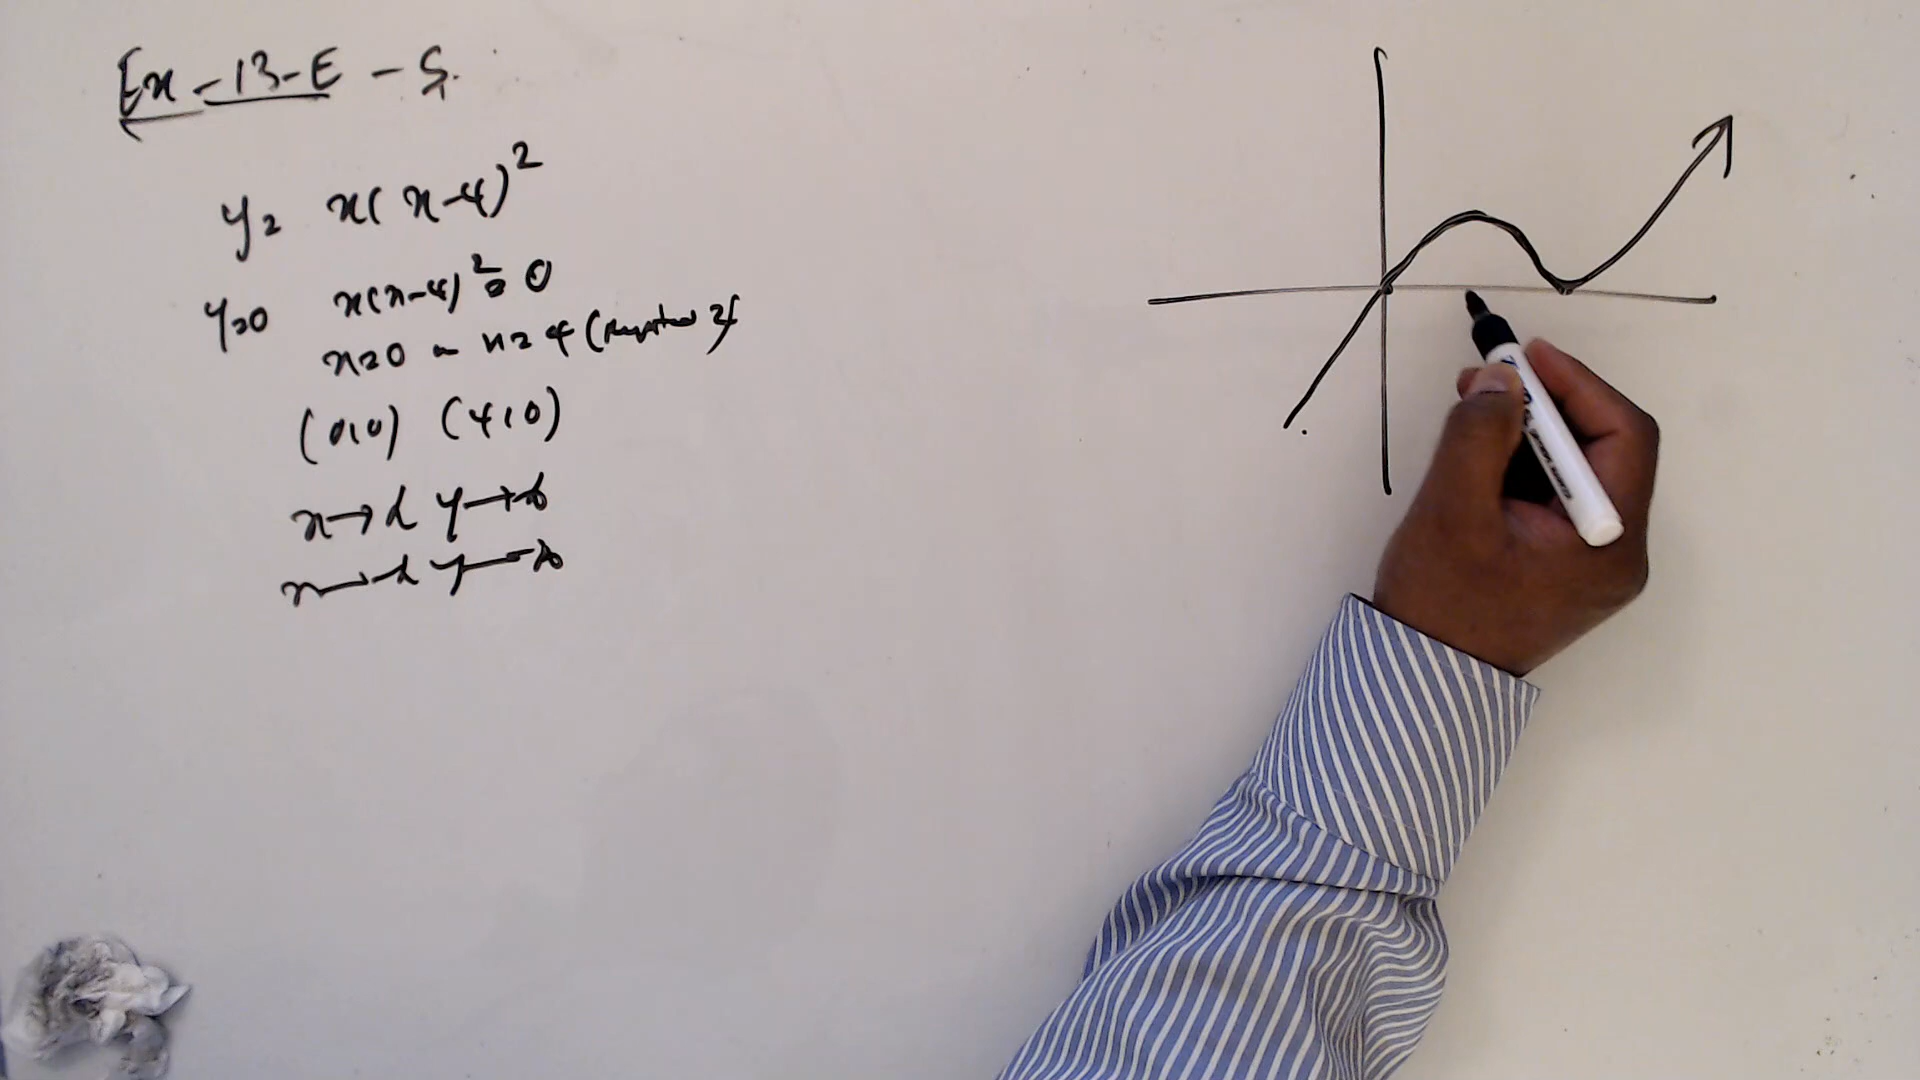 Ex-13-E - 5.
y= x(x-4)²
y=0 x(x-4)²=0
x=0 or x=4 (repeated 2)
(0,0) (4,0)
x→∞ y→∞
x→-∞ y→-∞